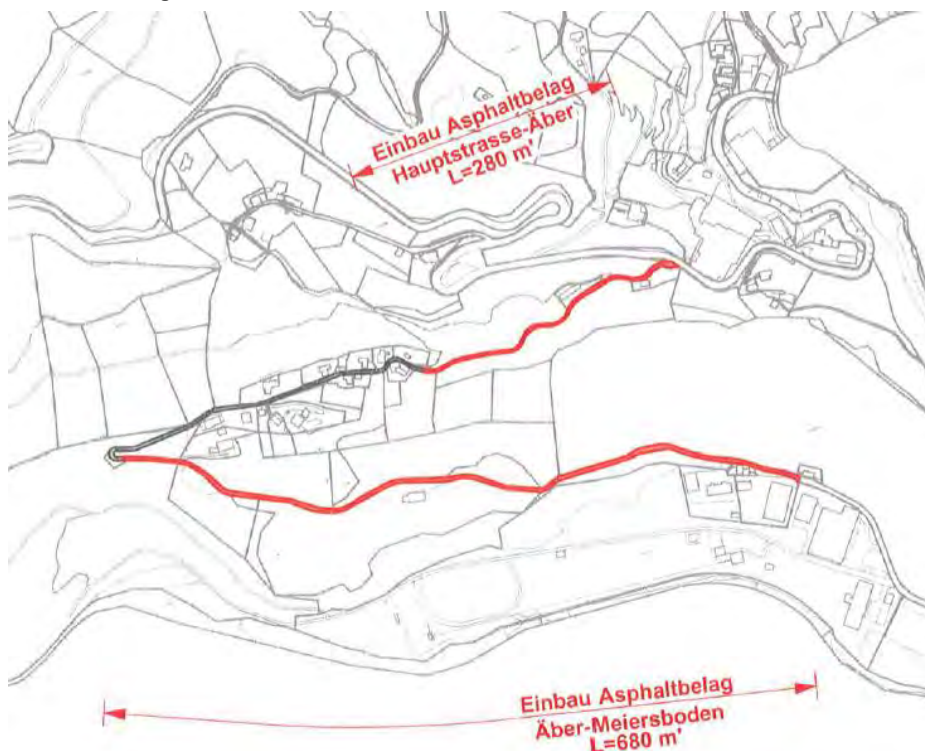 Einbau Asphaltbelag
Hauptstrasse-Äber
L=280 m'
Einbau Asphaltbelag
Äber-Meiersboden
L=680 m'